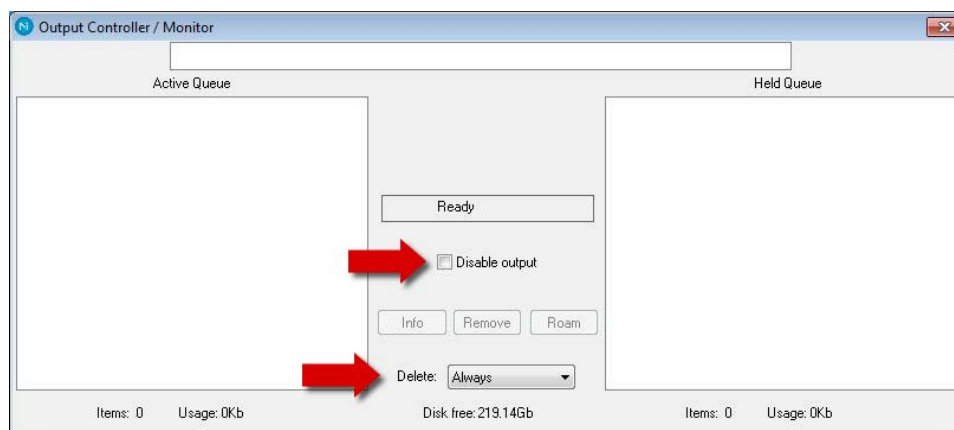 Output Controller / Monitor
Active Queue
Held Queue
Ready
Disable output
Info Remove Roam
Delete: Always
Items: 0 Usage: 0Kb
Disk free: 219.14Gb
Items: 0 Usage: 0Kb